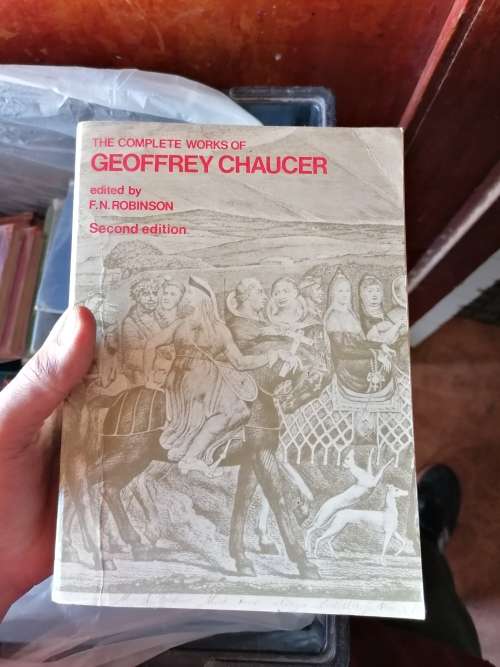 THE COMPLETE WORKS OF
GEOFFREY CHAUCER
edited by
F.N. ROBINSON
Second edition